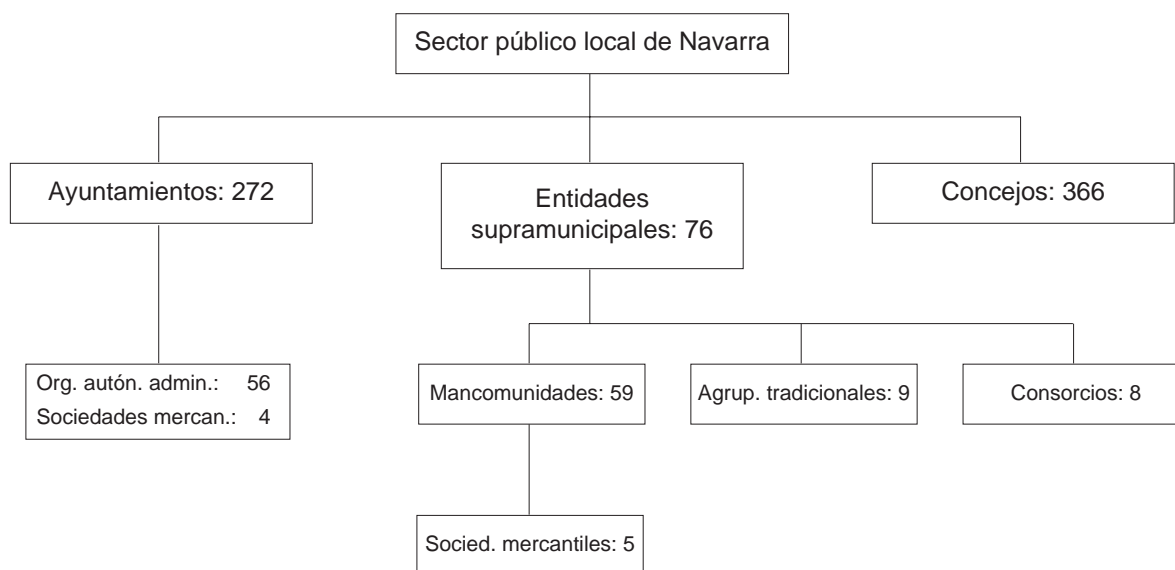 Sector público local de Navarra
Ayuntamientos: 272
Entidades
supramunicipales: 76
Concejos: 366
Org. autón. admin.: 56
Sociedades mercan.: 4
Mancomunidades: 59
Agrup. tradicionales: 9
Consorcios: 8
Socied. mercantiles: 5